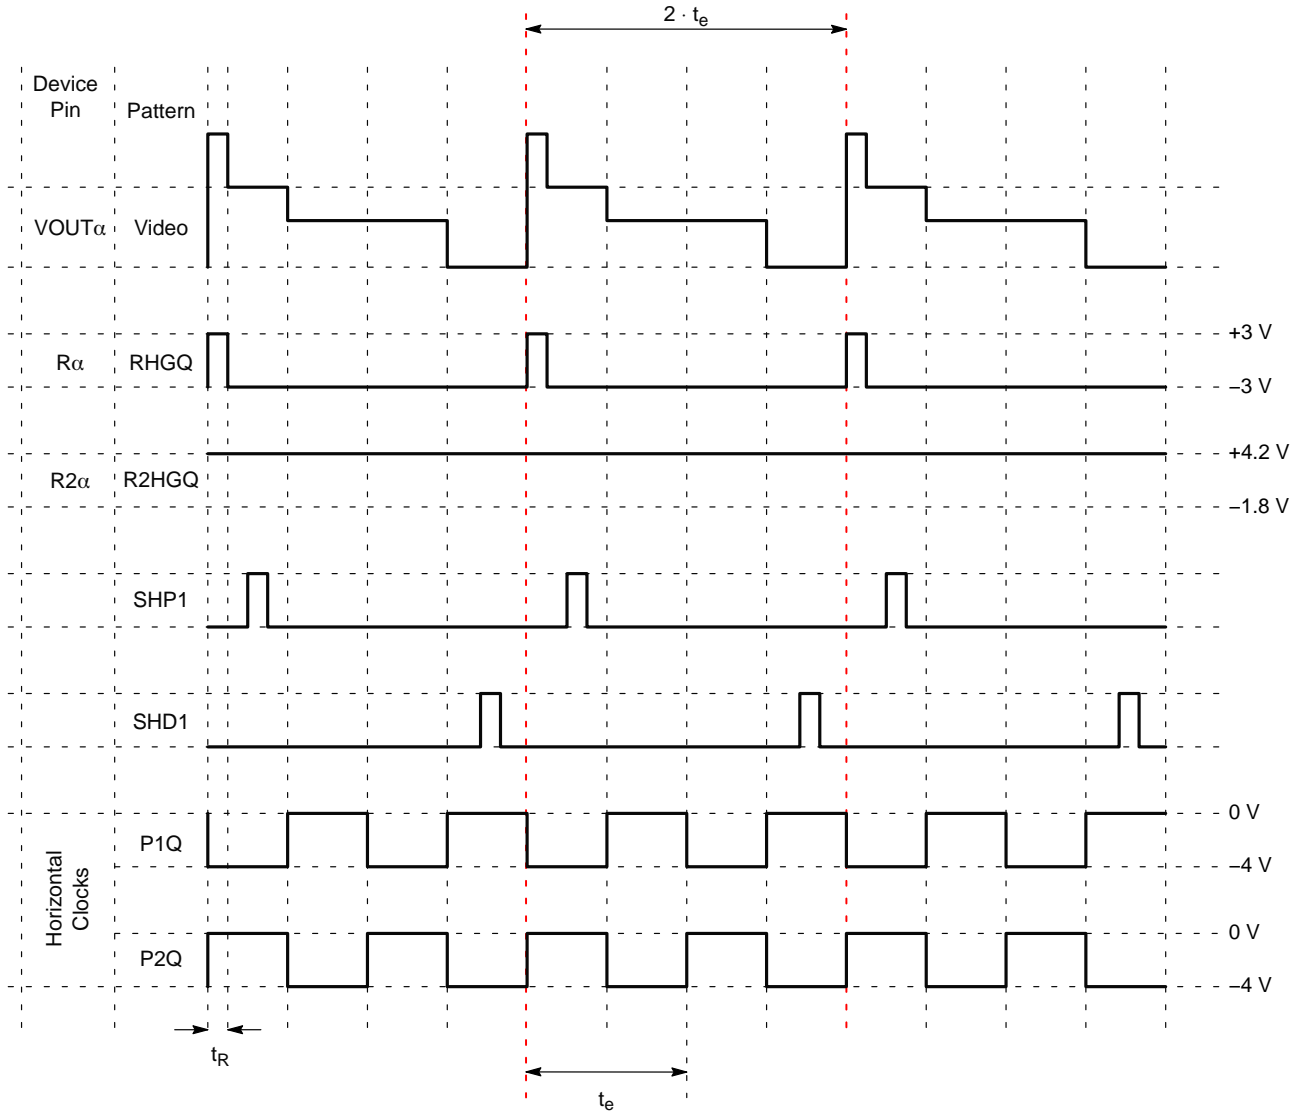 2 · te
Device
Pin
Pattern
VOUTα
Video
Rα
RHGQ
+3 V
–3 V
R2α
R2HGQ
+4.2 V
–1.8 V
SHP1
SHD1
Horizontal
Clocks
P1Q
0 V
–4 V
P2Q
0 V
–4 V
tR
te